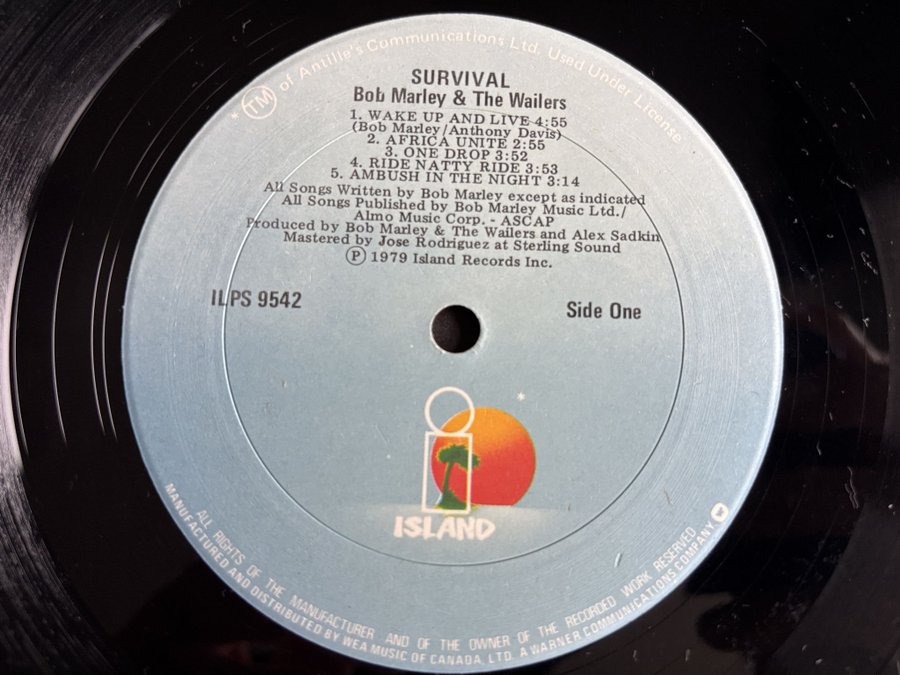 * TM of Antille's Communications Ltd. Used Under License
SURVIVAL
Bob Marley & The Wailers
1. WAKE UP AND LIVE 4:55
(Bob Marley/Anthony Davis)
2. AFRICA UNITE 2:55
3. ONE DROP 3:52
4. RIDE NATTY RIDE 3:53
5. AMBUSH IN THE NIGHT 3:14
All Songs Written by Bob Marley except as indicated
All Songs Published by Bob Marley Music Ltd./
Almo Music Corp. - ASCAP
Produced by Bob Marley & The Wailers and Alex Sadkin
Mastered by Jose Rodriguez at Sterling Sound
Ⓟ 1979 Island Records Inc.
ILPS 9542
Side One
*
i
ISLAND
ALL RIGHTS OF THE MANUFACTURER AND OF THE OWNER OF THE RECORDED WORK RESERVED
MANUFACTURED AND DISTRIBUTED BY WEA MUSIC OF CANADA, LTD. A WARNER COMMUNICATIONS COMPANY